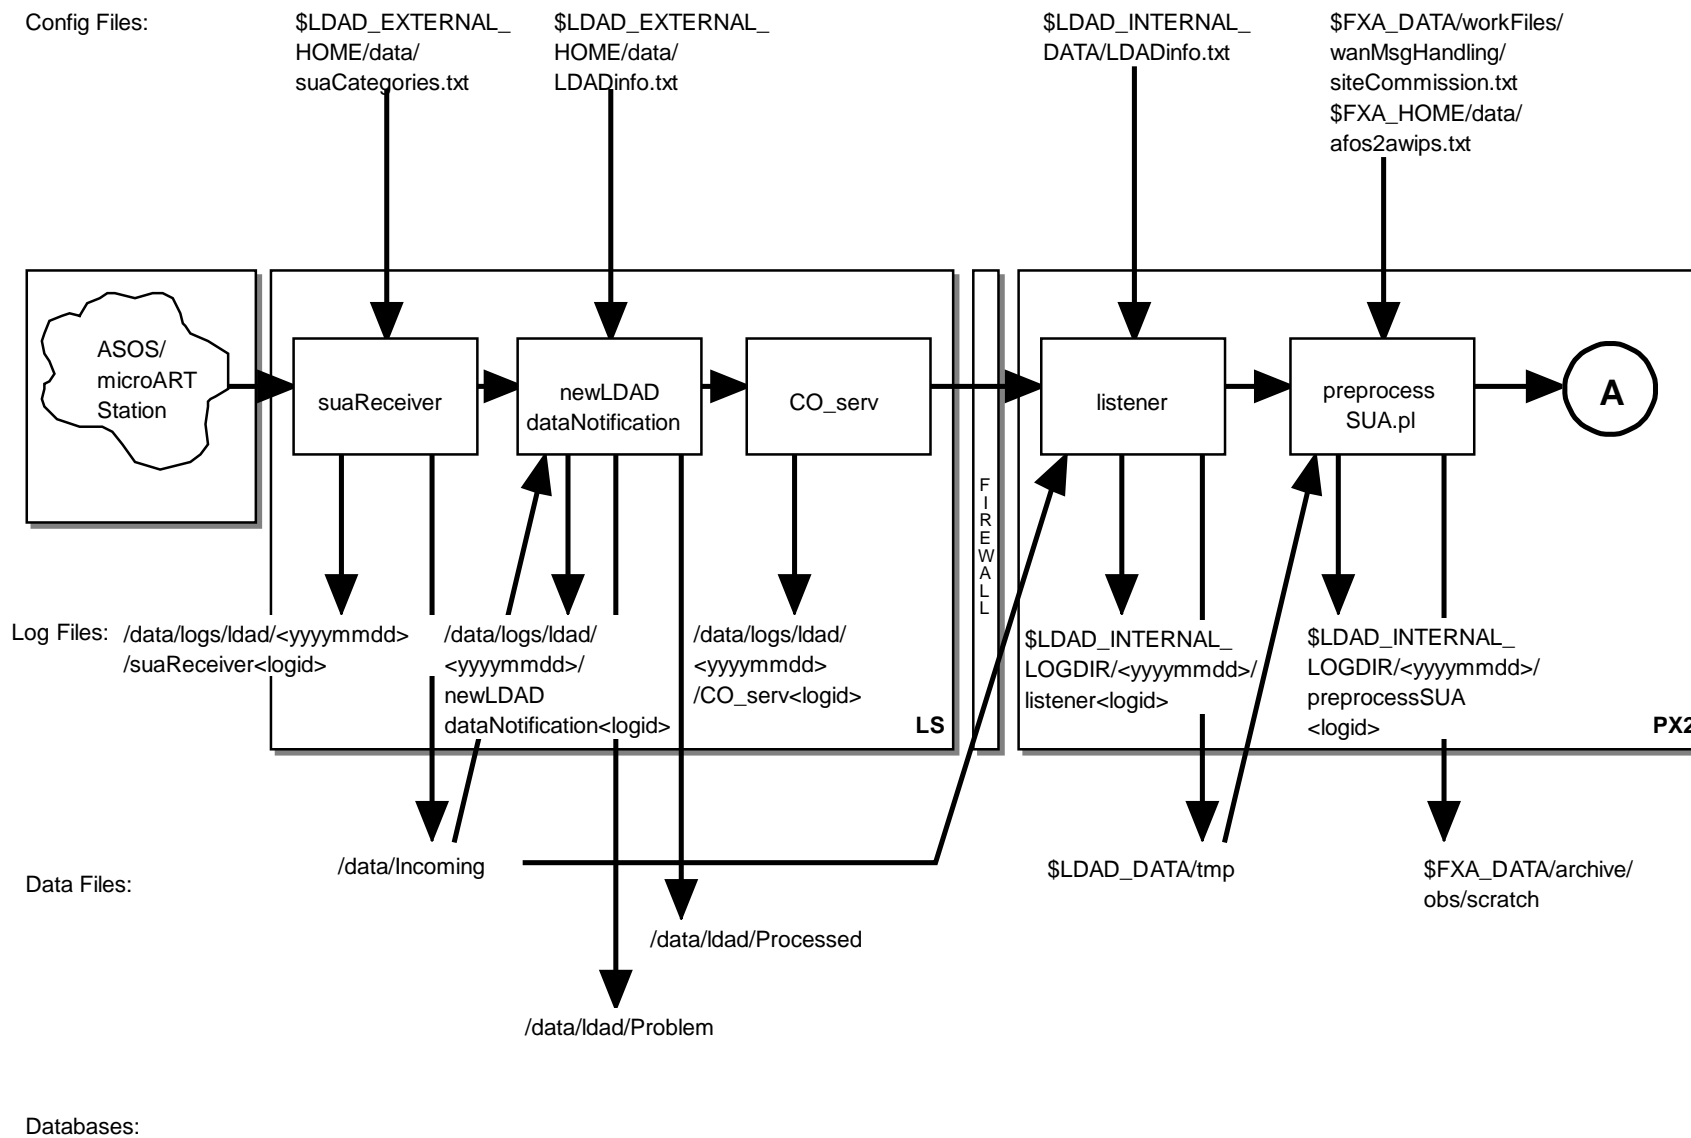 Config Files:
$LDAD_EXTERNAL_
HOME/data/
suaCategories.txt
$LDAD_EXTERNAL_
HOME/data/
LDADinfo.txt
$LDAD_INTERNAL_
DATA/LDADinfo.txt
$FXA_DATA/workFiles/
wanMsgHandling/
siteCommission.txt
$FXA_HOME/data/
afos2awips.txt
ASOS/
microART
Station
suaReceiver
newLDAD
dataNotification
CO_serv
FIREWALL
listener
preprocess
SUA.pl
A
Log Files:
/data/logs/ldad/<yyyymmdd>
/suaReceiver<logid>
/data/logs/ldad/
<yyyymmdd>/
newLDAD
dataNotification<logid>
/data/logs/ldad/
<yyyymmdd>
/CO_serv<logid>
LS
$LDAD_INTERNAL_
LOGDIR/<yyyymmdd>/
listener<logid>
$LDAD_INTERNAL_
LOGDIR/<yyyymmdd>/
preprocessSUA
<logid>
PX2
Data Files:
/data/Incoming
/data/ldad/Processed
/data/ldad/Problem
$LDAD_DATA/tmp
$FXA_DATA/archive/
obs/scratch
Databases: